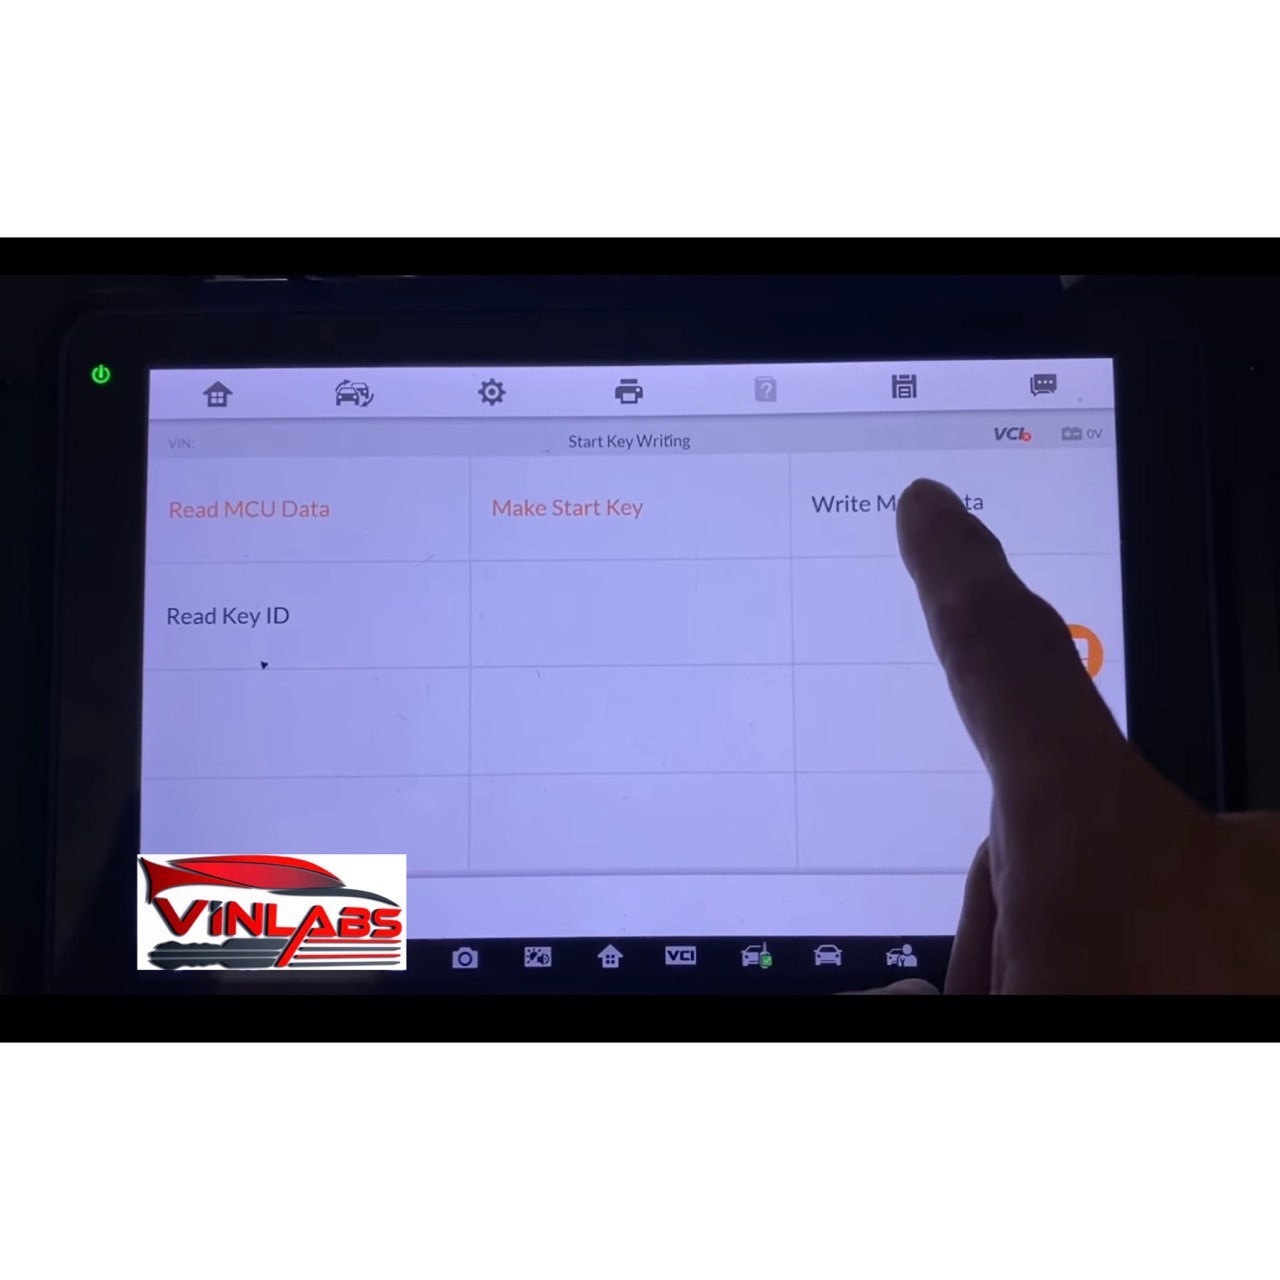 VIN:
Start Key Writing
VCI
0V
Read MCU Data
Make Start Key
Write M ta
Read Key ID
VINLABS
VCI